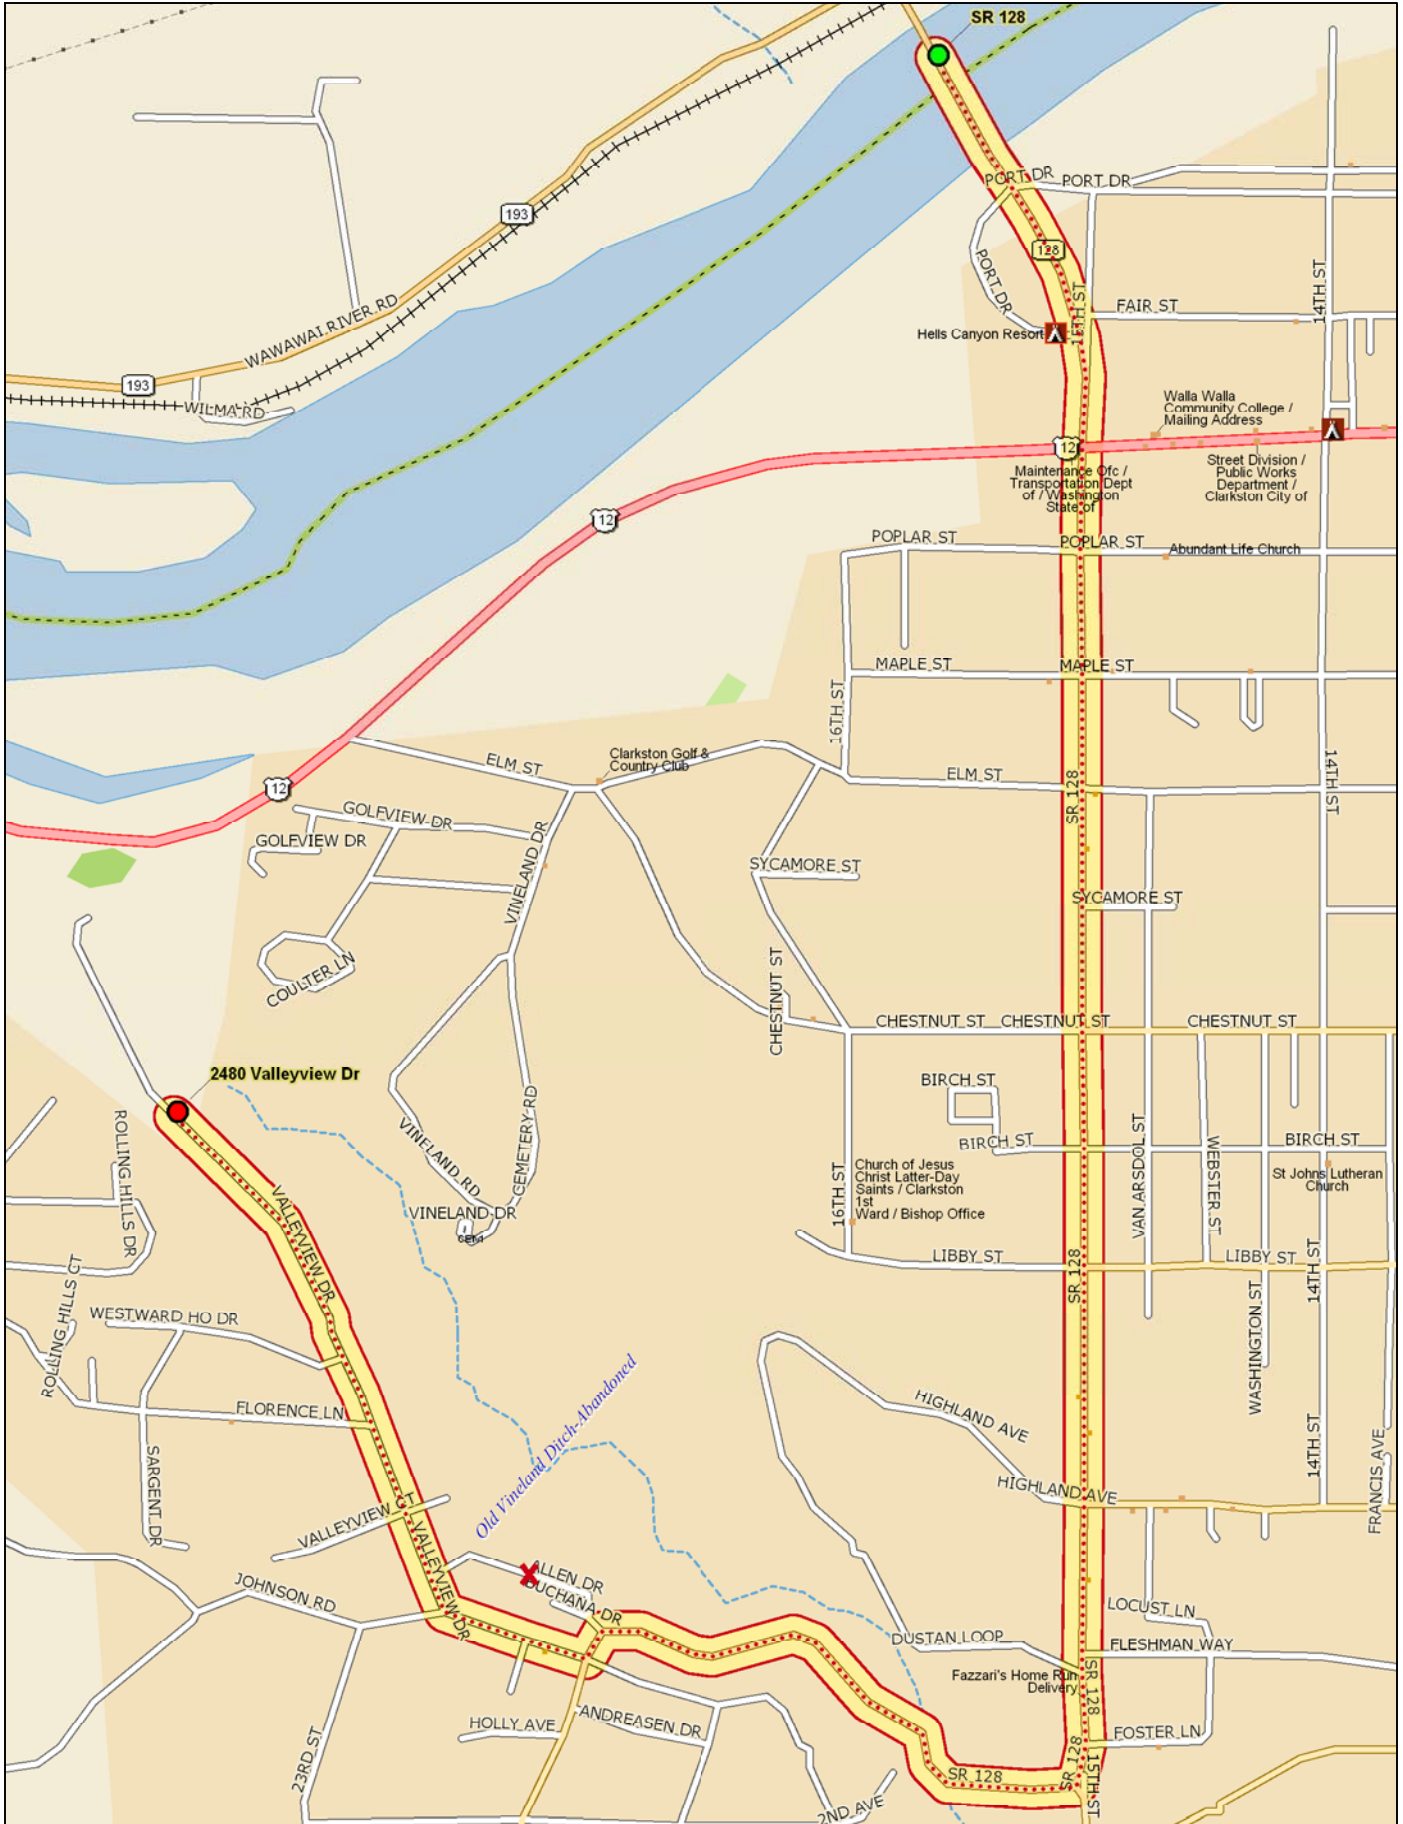 SR 128
PORT DR
PORT DR
193
128
PORT DR
15TH ST
14TH ST
FAIR ST
WAWAWAI RIVER RD
Hells Canyon Resort
193
WILMA RD
Walla Walla
Community College /
Mailing Address
12
Maintenance Ofc /
Transportation Dept
of / Washington
State of
Street Division /
Public Works
Department /
Clarkston City of
12
POPLAR ST
POPLAR ST
Abundant Life Church
MAPLE ST
MAPLE ST
16TH ST
ELM ST
Clarkston Golf &
Country Club
ELM ST
SR 128
14TH ST
12
GOLFVIEW DR
GOLFVIEW DR
VINELAND DR
SYCAMORE ST
SYCAMORE ST
COULTER LN
CHESTNUT ST
CHESTNUT ST
CHESTNUT ST
CHESTNUT ST
2480 Valleyview Dr
BIRCH ST
ROLLING HILLS DR
VINELAND RD
CEMETERY RD
BIRCH ST
VAN ARSDOL ST
WEBSTER ST
BIRCH ST
Church of Jesus
Christ Latter-Day
Saints / Clarkston
1st
Ward / Bishop Office
St Johns Lutheran
Church
16TH ST
VALLEYVIEW DR
VINELAND DR
CEM
LIBBY ST
SR 128
LIBBY ST
14TH ST
ROLLING HILLS CT
WESTWARD HO DR
WASHINGTON ST
Old Vineland Ditch-Abandoned
FLORENCE LN
HIGHLAND AVE
SARGENT DR
14TH ST
FRANCIS AVE
HIGHLAND AVE
VALLEYVIEW CT
VALLEYVIEW DR
ALLEN DR
BUCHANA DR
JOHNSON RD
LOCUST LN
DUSTAN LOOP
FLESHMAN WAY
Fazzari's Home Run
Delivery
SR 128
HOLLY AVE
ANDREASEN DR
FOSTER LN
23RD ST
SR 128
SR 128
15TH ST
2ND AVE